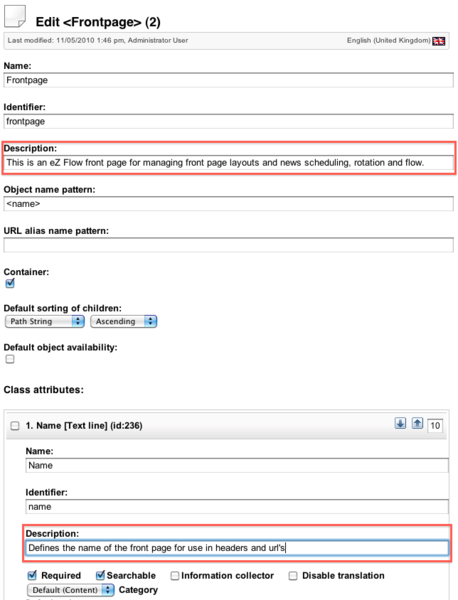 Edit <Frontpage> (2)
Last modified: 11/05/2010 1:46 pm, Administrator User English (United Kingdom)
Name:
Frontpage
Identifier:
frontpage
Description:
This is an eZ Flow front page for managing front page layouts and news scheduling, rotation and flow.
Object name pattern:
<name>
URL alias name pattern:
Container:
Default sorting of children:
Path String Ascending
Default object availability:
Class attributes:
1. Name [Text line] (id:236) 10
Name:
Name
Identifier:
name
Description:
Defines the name of the front page for use in headers and url's
Required Searchable Information collector Disable translation
Default (Content) Category